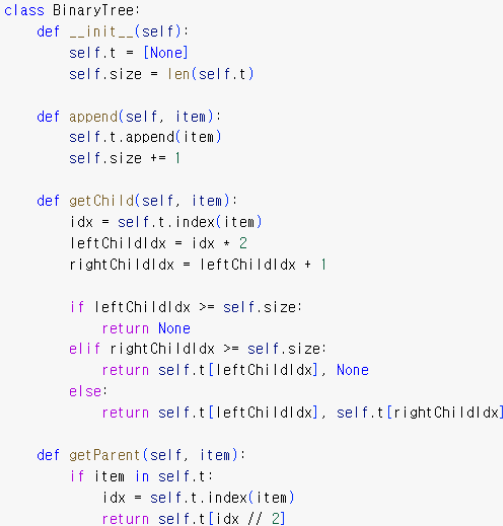 class BinaryTree:
    def __init__(self):
        self.t = [None]
        self.size = len(self.t)

    def append(self, item):
        self.t.append(item)
        self.size += 1

    def getChild(self, item):
        idx = self.t.index(item)
        leftChildIdx = idx * 2
        rightChildIdx = leftChildIdx + 1

        if leftChildIdx >= self.size:
            return None
        elif rightChildIdx >= self.size:
            return self.t[leftChildIdx], None
        else:
            return self.t[leftChildIdx], self.t[rightChildIdx]

    def getParent(self, item):
        if item in self.t:
            idx = self.t.index(item)
            return self.t[idx // 2]